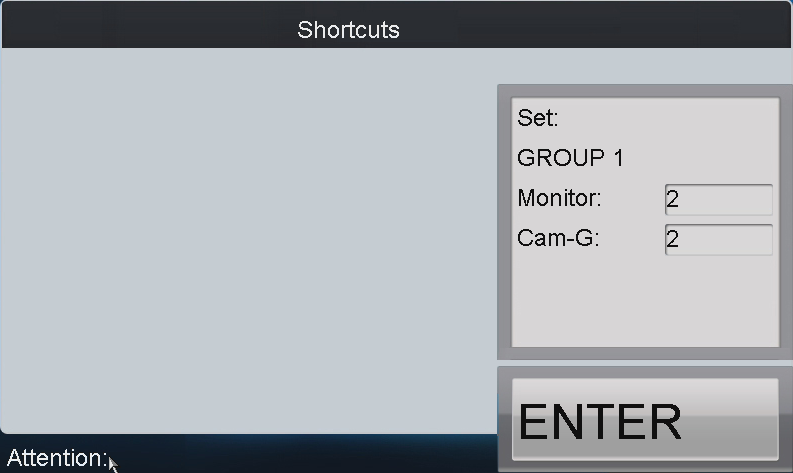 Shortcuts
Set:
GROUP 1
Monitor: 2
Cam-G: 2
ENTER
Attention: